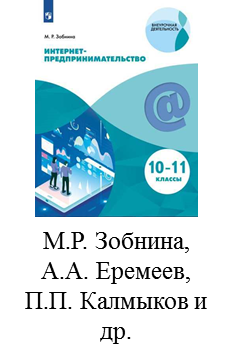 М. Р. Зобнина
ВНЕУРОЧНАЯ
ДЕЯТЕЛЬНОСТЬ
ИНТЕРНЕТ-
ПРЕДПРИНИМАТЕЛЬСТВО
@
10–11
КЛАССЫ
М.Р. Зобнина,
А.А. Еремеев,
П.П. Калмыков и
др.